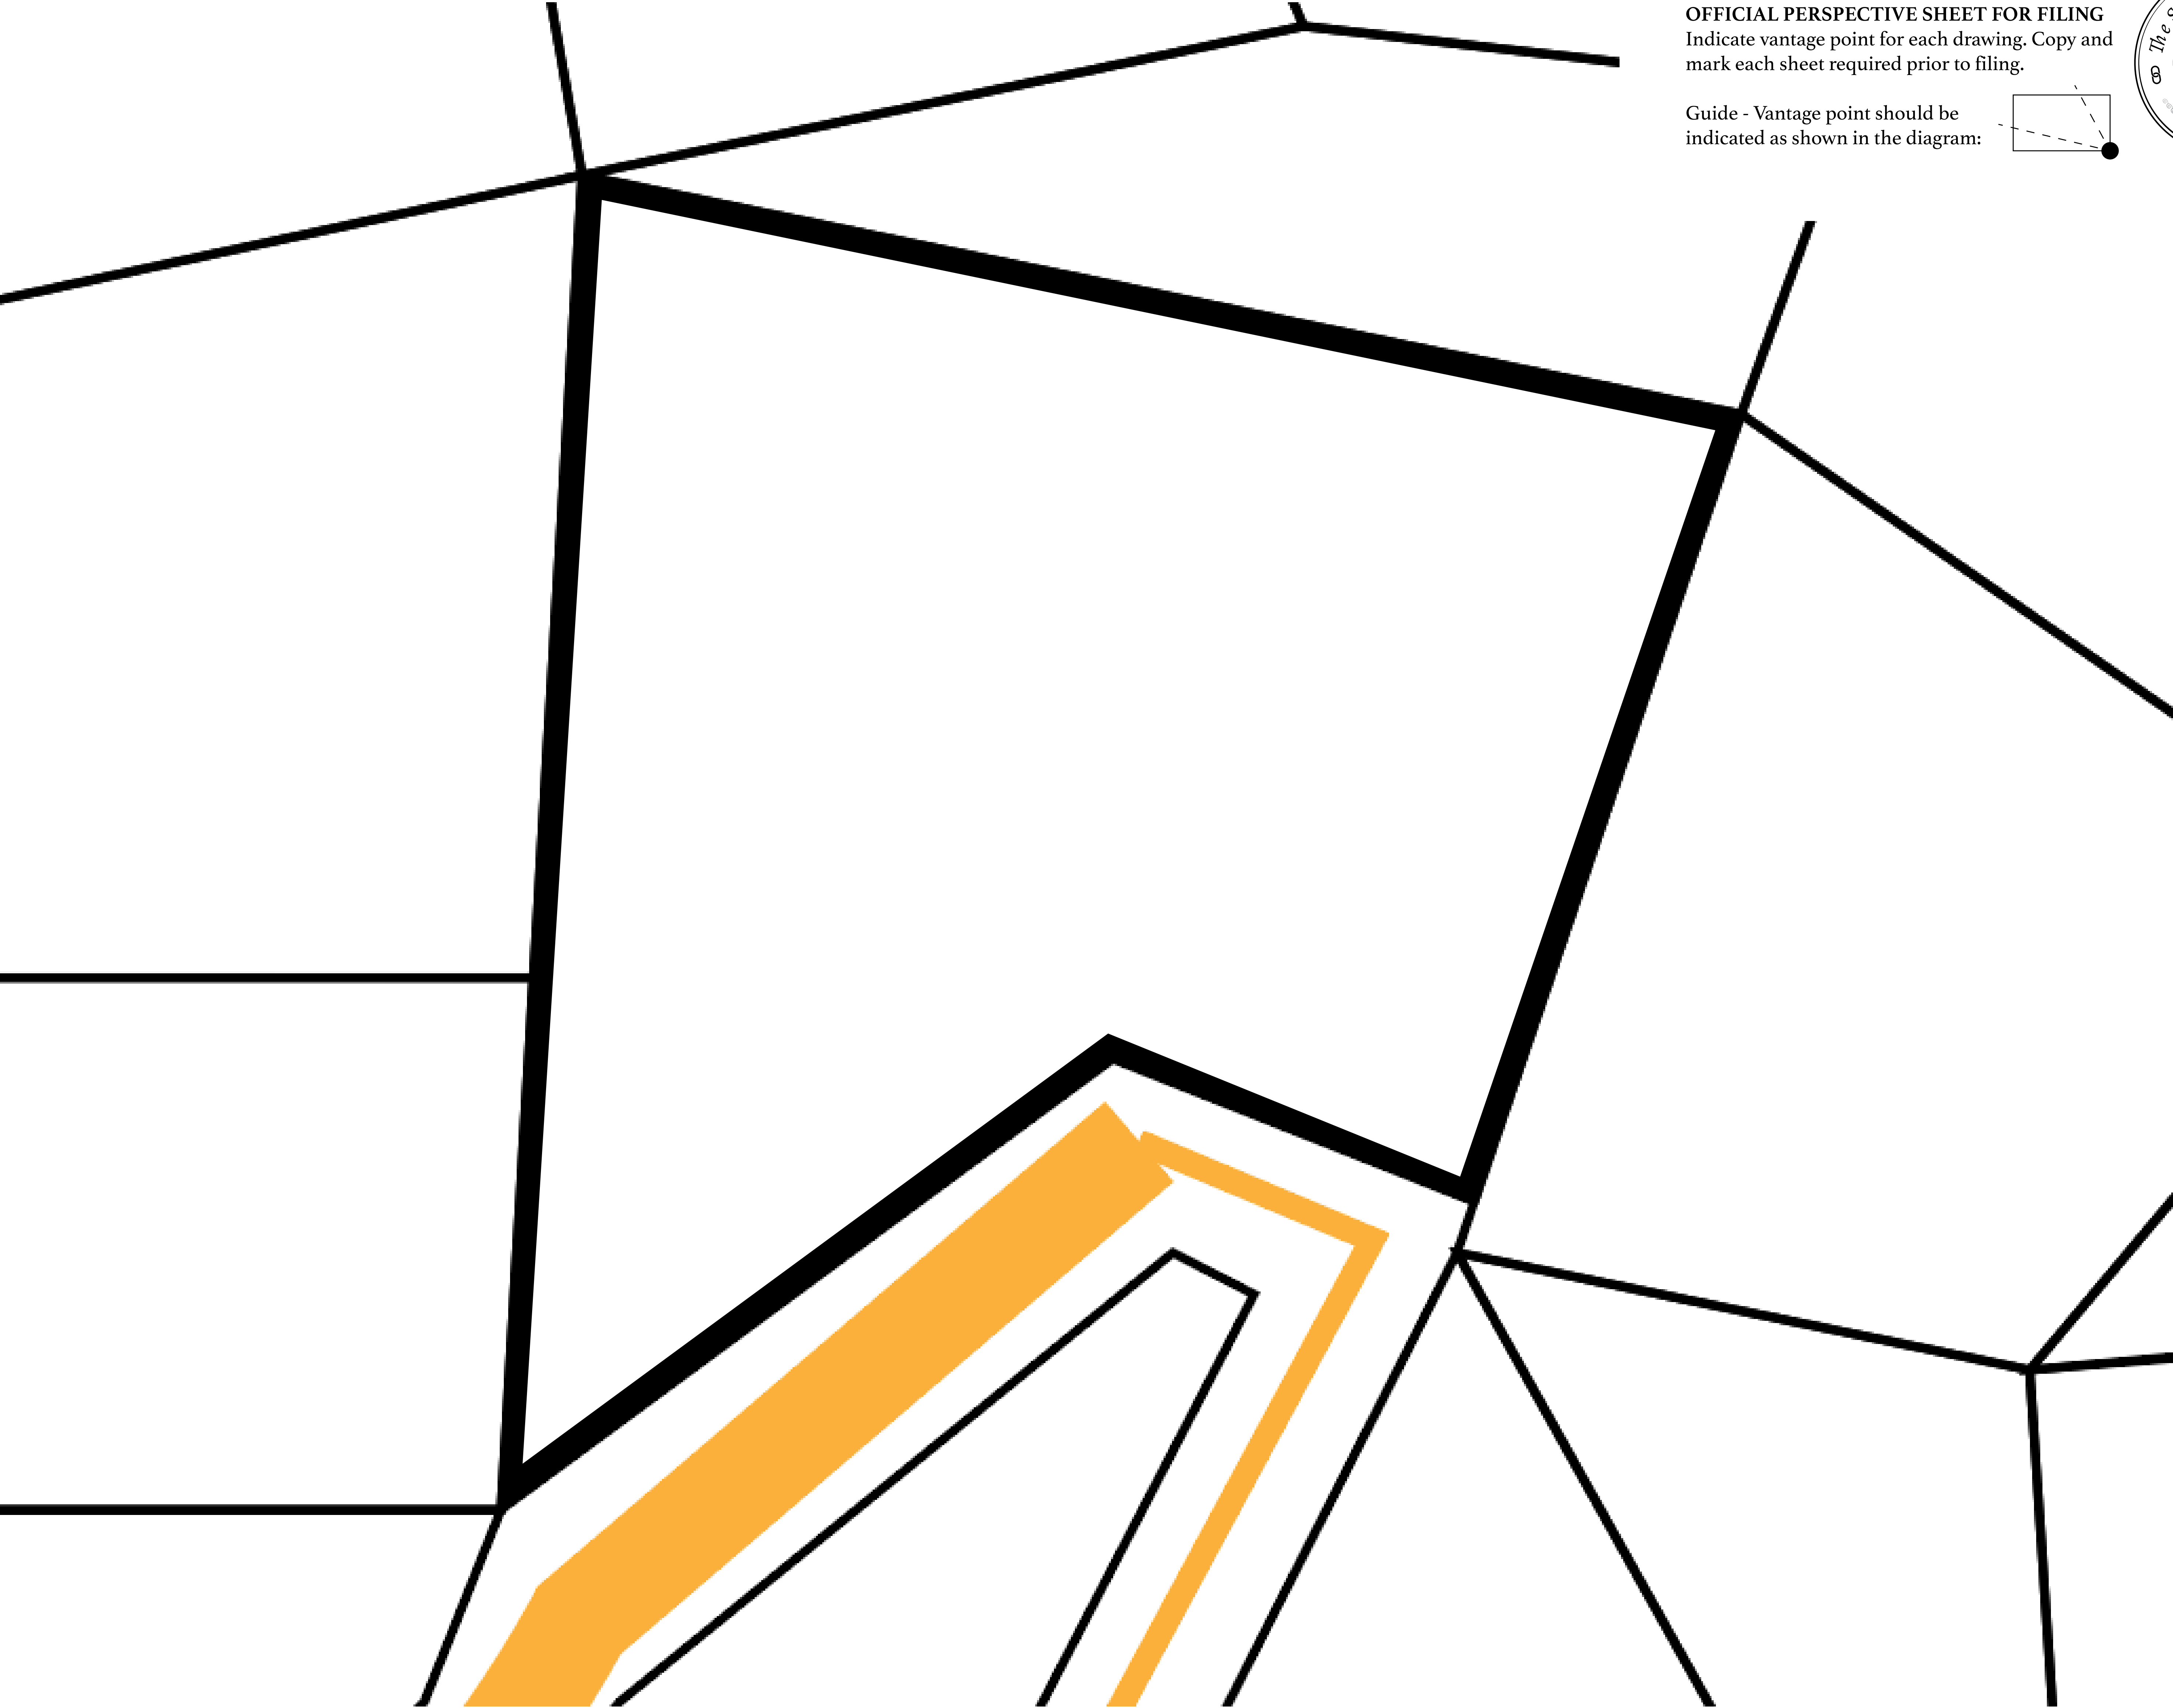 OFFICIAL PERSPECTIVE SHEET FOR FILING
Indicate vantage point for each drawing. Copy and
mark each sheet required prior to filing.
Guide - Vantage point should be
indicated as shown in the diagram:
The